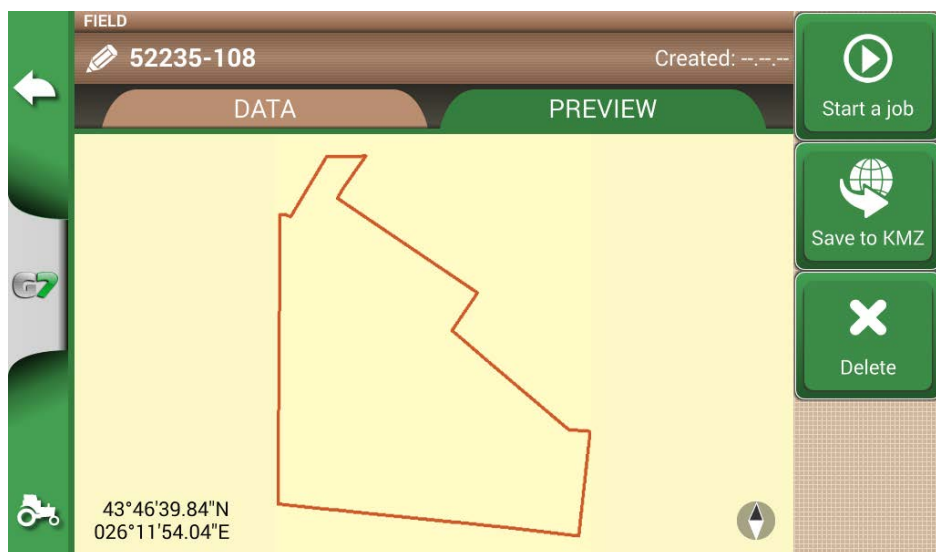 FIELD
52235-108
Created: --.--.--
DATA
PREVIEW
Start a job
Save to KMZ
G7
Delete
43°46'39.84"N
026°11'54.04"E